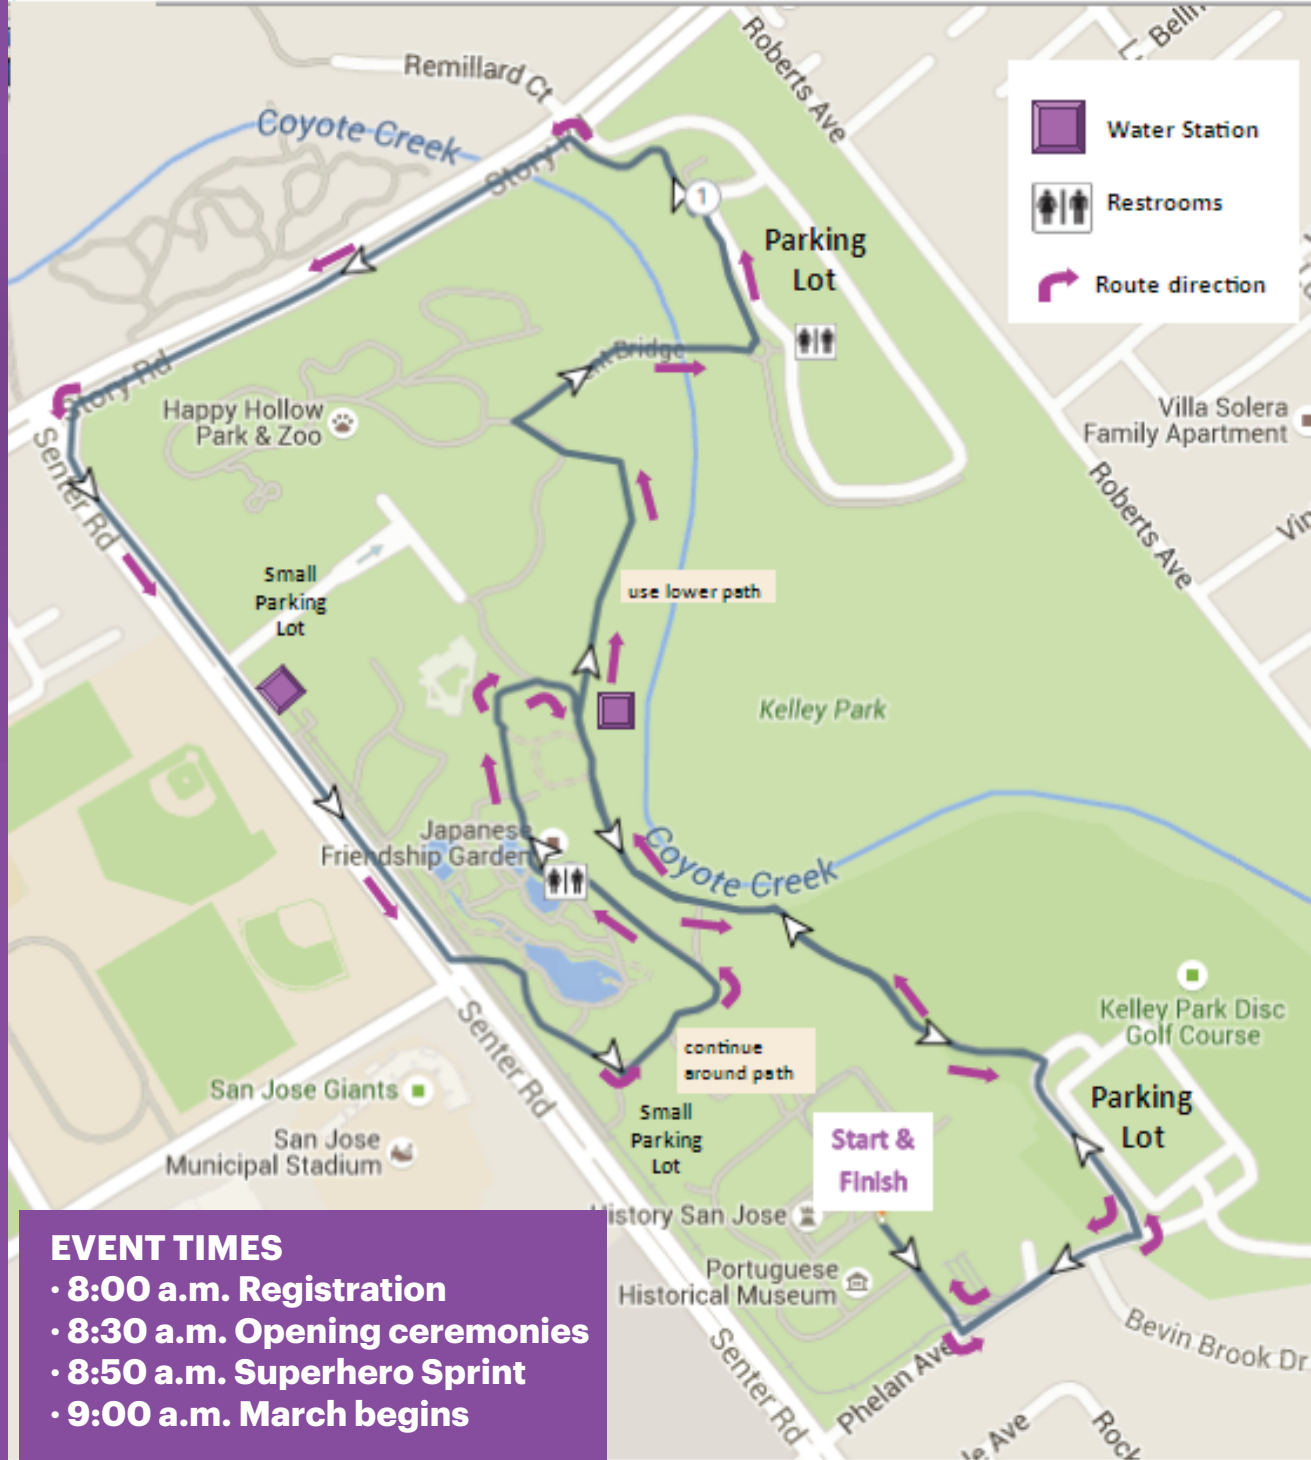 Remillard Ct
Roberts Ave
Coyote Creek
Story
Water Station
Restrooms
Route direction
1
Parking
Lot
Bridge
Story Rd
Happy Hollow
Park & Zoo
Villa Solera
Family Apartment
Senter Rd
Roberts Ave
Small
Parking
Lot
use lower path
Kelley Park
Japanese
Friendship Garden
Coyote Creek
Kelley Park Disc
Golf Course
Senter Rd
continue
around path
San Jose Giants
San Jose
Municipal Stadium
Small
Parking
Lot
Parking
Lot
Start &
Finish
History San Jose
Portuguese
Historical Museum
Bevin Brook Dr
Senter Rd
Phelan Ave
EVENT TIMES
· 8:00 a.m. Registration
· 8:30 a.m. Opening ceremonies
· 8:50 a.m. Superhero Sprint
· 9:00 a.m. March begins